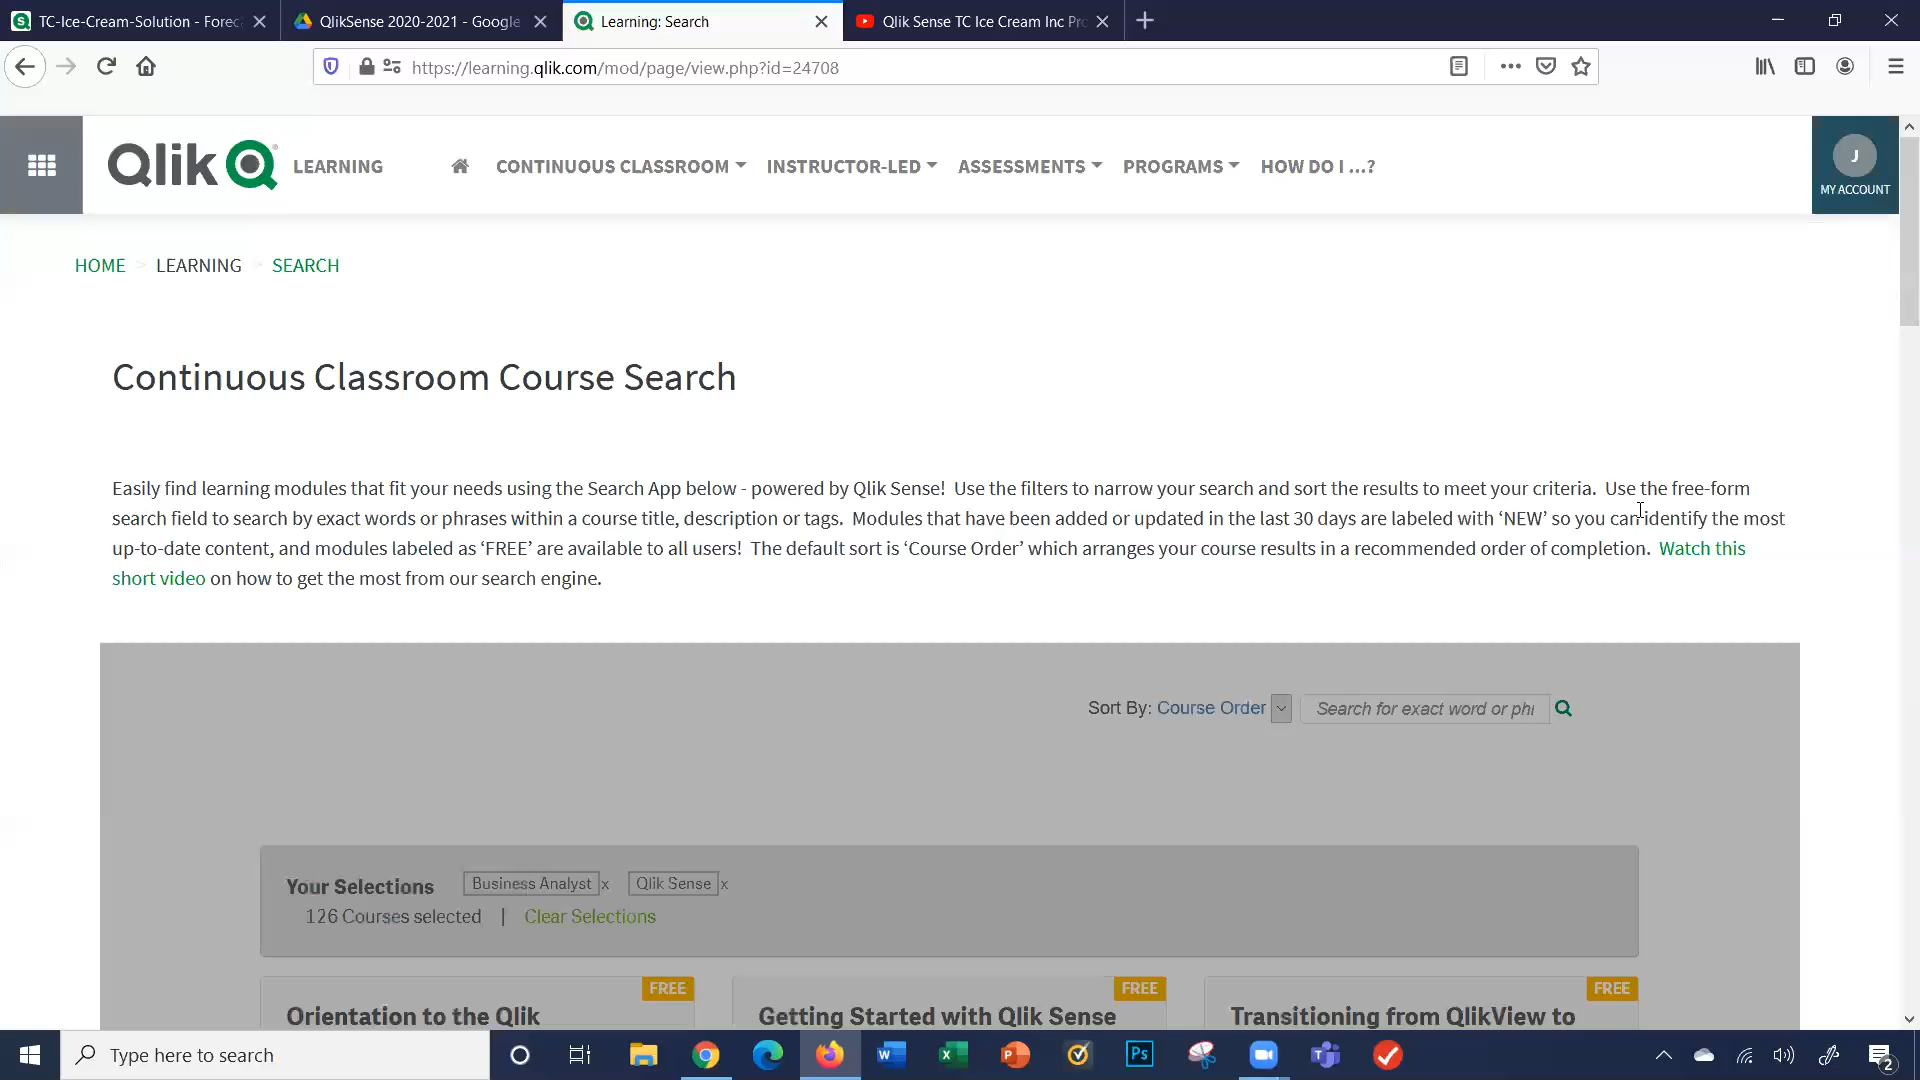 TC-Ice-Cream-Solution - Forec
QlikSense 2020-2021 - Google
Learning: Search
Qlik Sense TC Ice Cream Inc Pro
https://learning.qlik.com/mod/page/view.php?id=24708
Qlik LEARNING
CONTINUOUS CLASSROOM
INSTRUCTOR-LED
ASSESSMENTS
PROGRAMS
HOW DO I ...?
J
MY ACCOUNT
HOME > LEARNING SEARCH
Continuous Classroom Course Search
Easily find learning modules that fit your needs using the Search App below - powered by Qlik Sense! Use the filters to narrow your search and sort the results to meet your criteria. Use the free-form
search field to search by exact words or phrases within a course title, description or tags. Modules that have been added or updated in the last 30 days are labeled with ‘NEW’ so you can identify the most
up-to-date content, and modules labeled as ‘FREE’ are available to all users! The default sort is ‘Course Order’ which arranges your course results in a recommended order of completion. Watch this
short video on how to get the most from our search engine.
Sort By: Course Order
Search for exact word or phr
Your Selections Business Analyst x Qlik Sense x
126 Courses selected | Clear Selections
FREE
Orientation to the Qlik
FREE
Getting Started with Qlik Sense
FREE
Transitioning from QlikView to
Type here to search
Ps
2